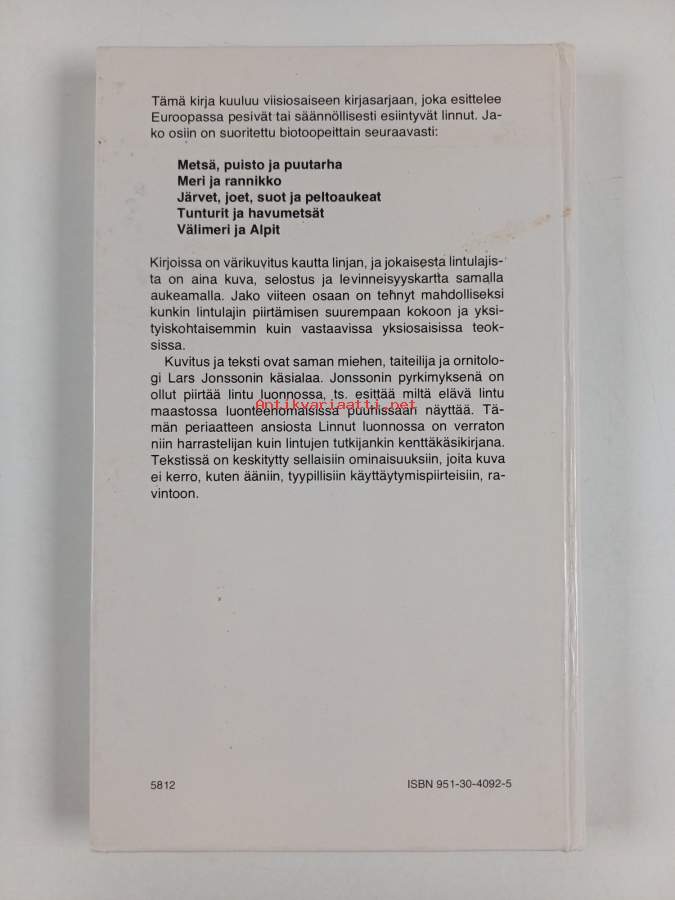 Tämä kirja kuuluu viisiosaiseen kirjasarjaan, joka esittelee
Euroopassa pesivät tai säännöllisesti esiintyvät linnut. Ja-
ko osiin on suoritettu biotoopeittain seuraavasti:
Metsä, puisto ja puutarha
Meri ja rannikko
Järvet, joet, suot ja peltoaukeat
Tunturit ja havumetsät
Välimeri ja Alpit
Kirjoissa on värikuvitus kautta linjan, ja jokaisesta lintulajis-
ta on aina kuva, selostus ja levinneisyyskartta samalla
aukeamalla. Jako viiteen osaan on tehnyt mahdolliseksi
kunkin lintulajin piirtämisen suurempaan kokoon ja yksi-
tyiskohtaisemmin kuin vastaavissa yksiosaisissa teok-
sissa.
Kuvitus ja teksti ovat saman miehen, taiteilija ja ornitolo-
gi Lars Jonssonin käsialaa. Jonssonin pyrkimyksenä on
ollut piirtää lintu luonnossa, ts. esittää miltä elävä lintu
Antikvariaatti.net
maastossa luonteenomaisissa puuhissaan näyttää. Tä-
män periaatteen ansiosta Linnut luonnossa on verraton
niin harrastelijan kuin lintujen tutkijankin kenttäkäsikirjana.
Tekstissä on keskitytty sellaisiin ominaisuuksiin, joita kuva
ei kerro, kuten ääniin, tyypillisiin käyttäytymispiirteisiin, ra-
vintoon.
5812
ISBN 951-30-4092-5